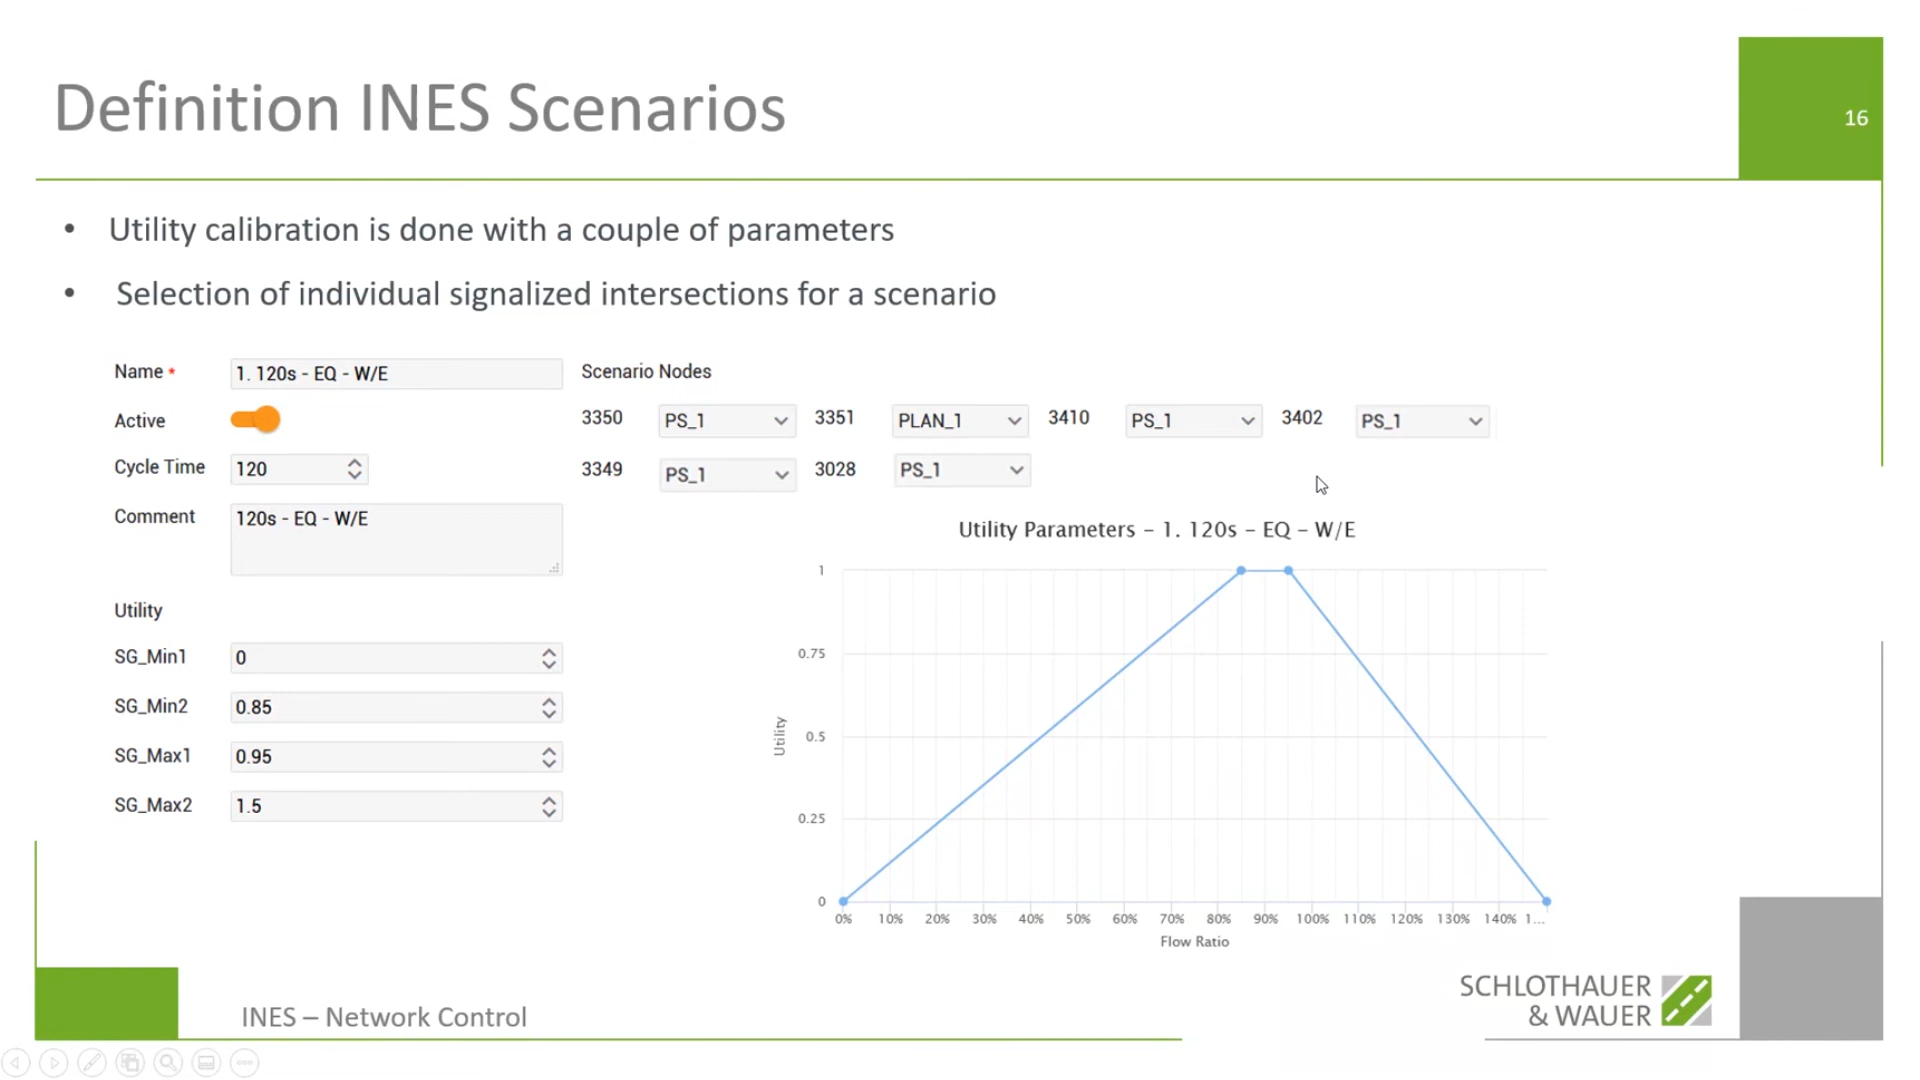 Definition INES Scenarios
16
• Utility calibration is done with a couple of parameters
• Selection of individual signalized intersections for a scenario
Name *
1. 120s - EQ - W/E
Active
Cycle Time
120
Comment
120s - EQ - W/E
Utility
SG_Min1
0
SG_Min2
0.85
SG_Max1
0.95
SG_Max2
1.5
Scenario Nodes
3350 PS_1 3351 PLAN_1 3410 PS_1 3402 PS_1
3349 PS_1 3028 PS_1
Utility Parameters – 1. 120s – EQ – W/E
1
0.75
0.5
0.25
0
Utility
0% 10% 20% 30% 40% 50% 60% 70% 80% 90% 100% 110% 120% 130% 140% 1...
Flow Ratio
INES – Network Control
SCHLOTHAUER
& WAUER